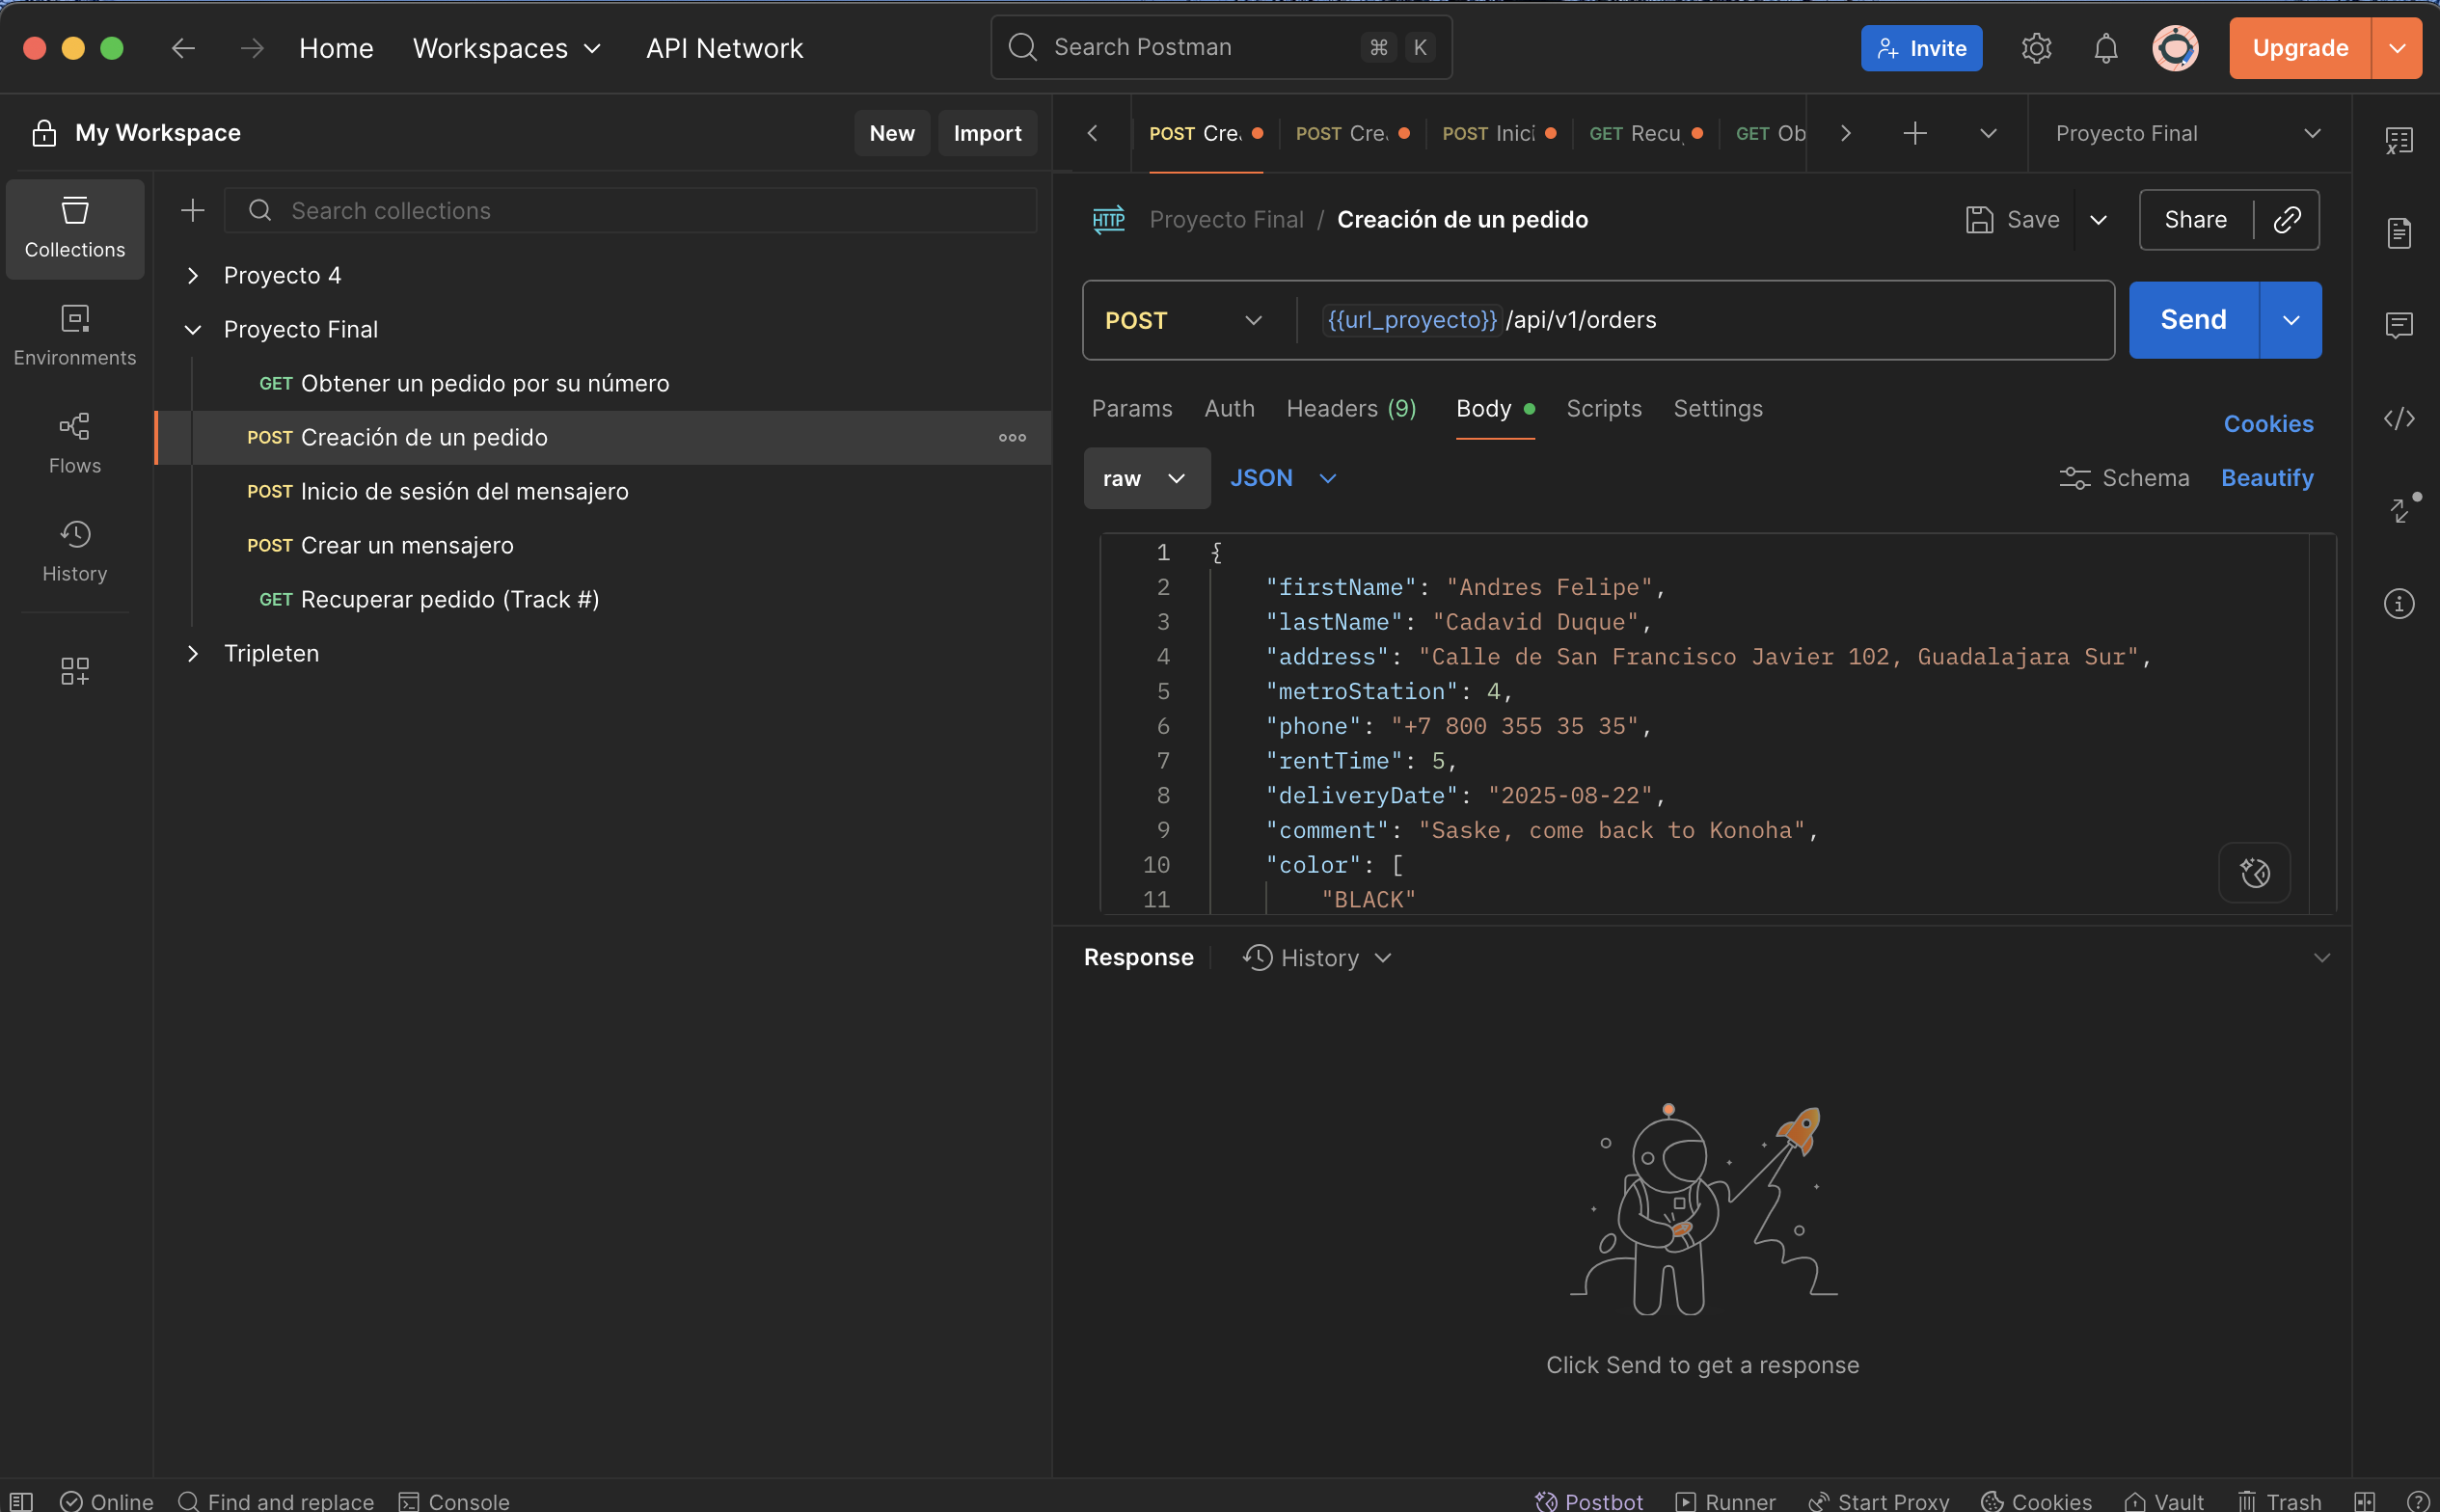 Home Workspaces API Network Search Postman ⌘ K Invite Upgrade
My Workspace New Import
POST Cre POST Cre POST Inici GET Recu GET Ob Proyecto Final
Collections
Environments
Flows
History
Search collections
Proyecto 4
Proyecto Final
GET Obtener un pedido por su número
POST Creación de un pedido
POST Inicio de sesión del mensajero
POST Crear un mensajero
GET Recuperar pedido (Track #)
Tripleten
HTTP Proyecto Final / Creación de un pedido Save Share
POST {{url_proyecto}} /api/v1/orders Send
Params Auth Headers (9) Body Scripts Settings Cookies
raw JSON Schema Beautify
1 {
2 "firstName": "Andres Felipe",
3 "lastName": "Cadavid Duque",
4 "address": "Calle de San Francisco Javier 102, Guadalajara Sur",
5 "metroStation": 4,
6 "phone": "+7 800 355 35 35",
7 "rentTime": 5,
8 "deliveryDate": "2025-08-22",
9 "comment": "Saske, come back to Konoha",
10 "color": [
11 "BLACK"
Response History
Click Send to get a response
Online Find and replace Console Postbot Runner Start Proxy Cookies Vault Trash